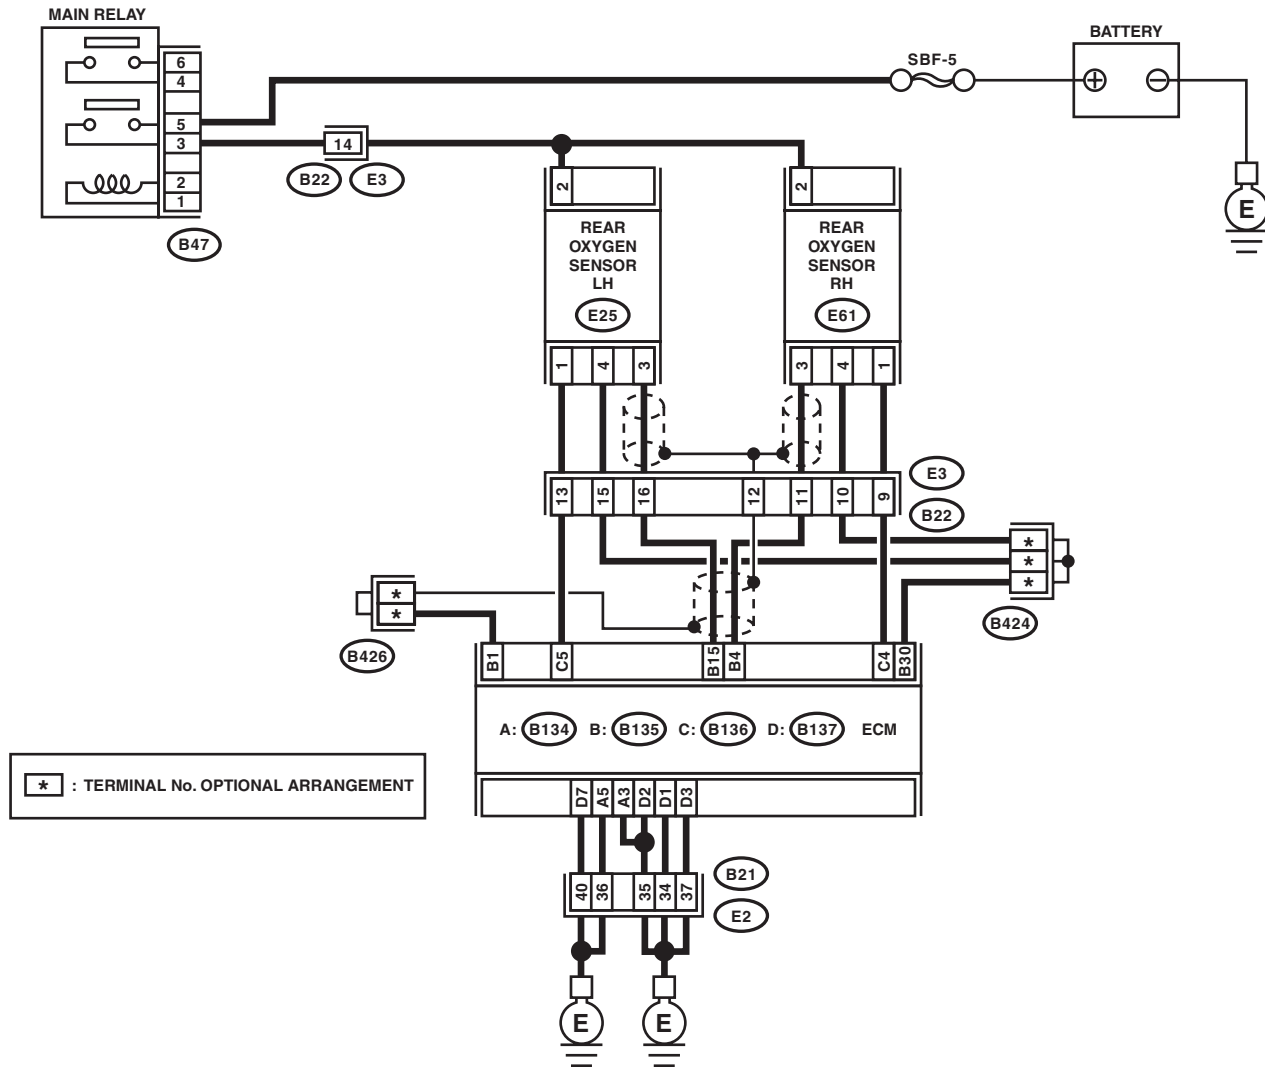 MAIN RELAY
BATTERY
SBF-5
6
4
5
3
2
1
14
B22
E3
B47
E
2
2
REAR
OXYGEN
SENSOR
LH
E25
REAR
OXYGEN
SENSOR
RH
E61
1
4
3
3
4
1
E3
13
15
16
12
11
10
9
B22
*
*
*
B424
*
*
B426
B1
C5
B15
B4
C4
B30
A: B134 B: B135 C: B136 D: B137 ECM
* : TERMINAL No. OPTIONAL ARRANGEMENT
D7
A5
A3
D2
D1
D3
B21
40
36
35
34
37
E2
E
E